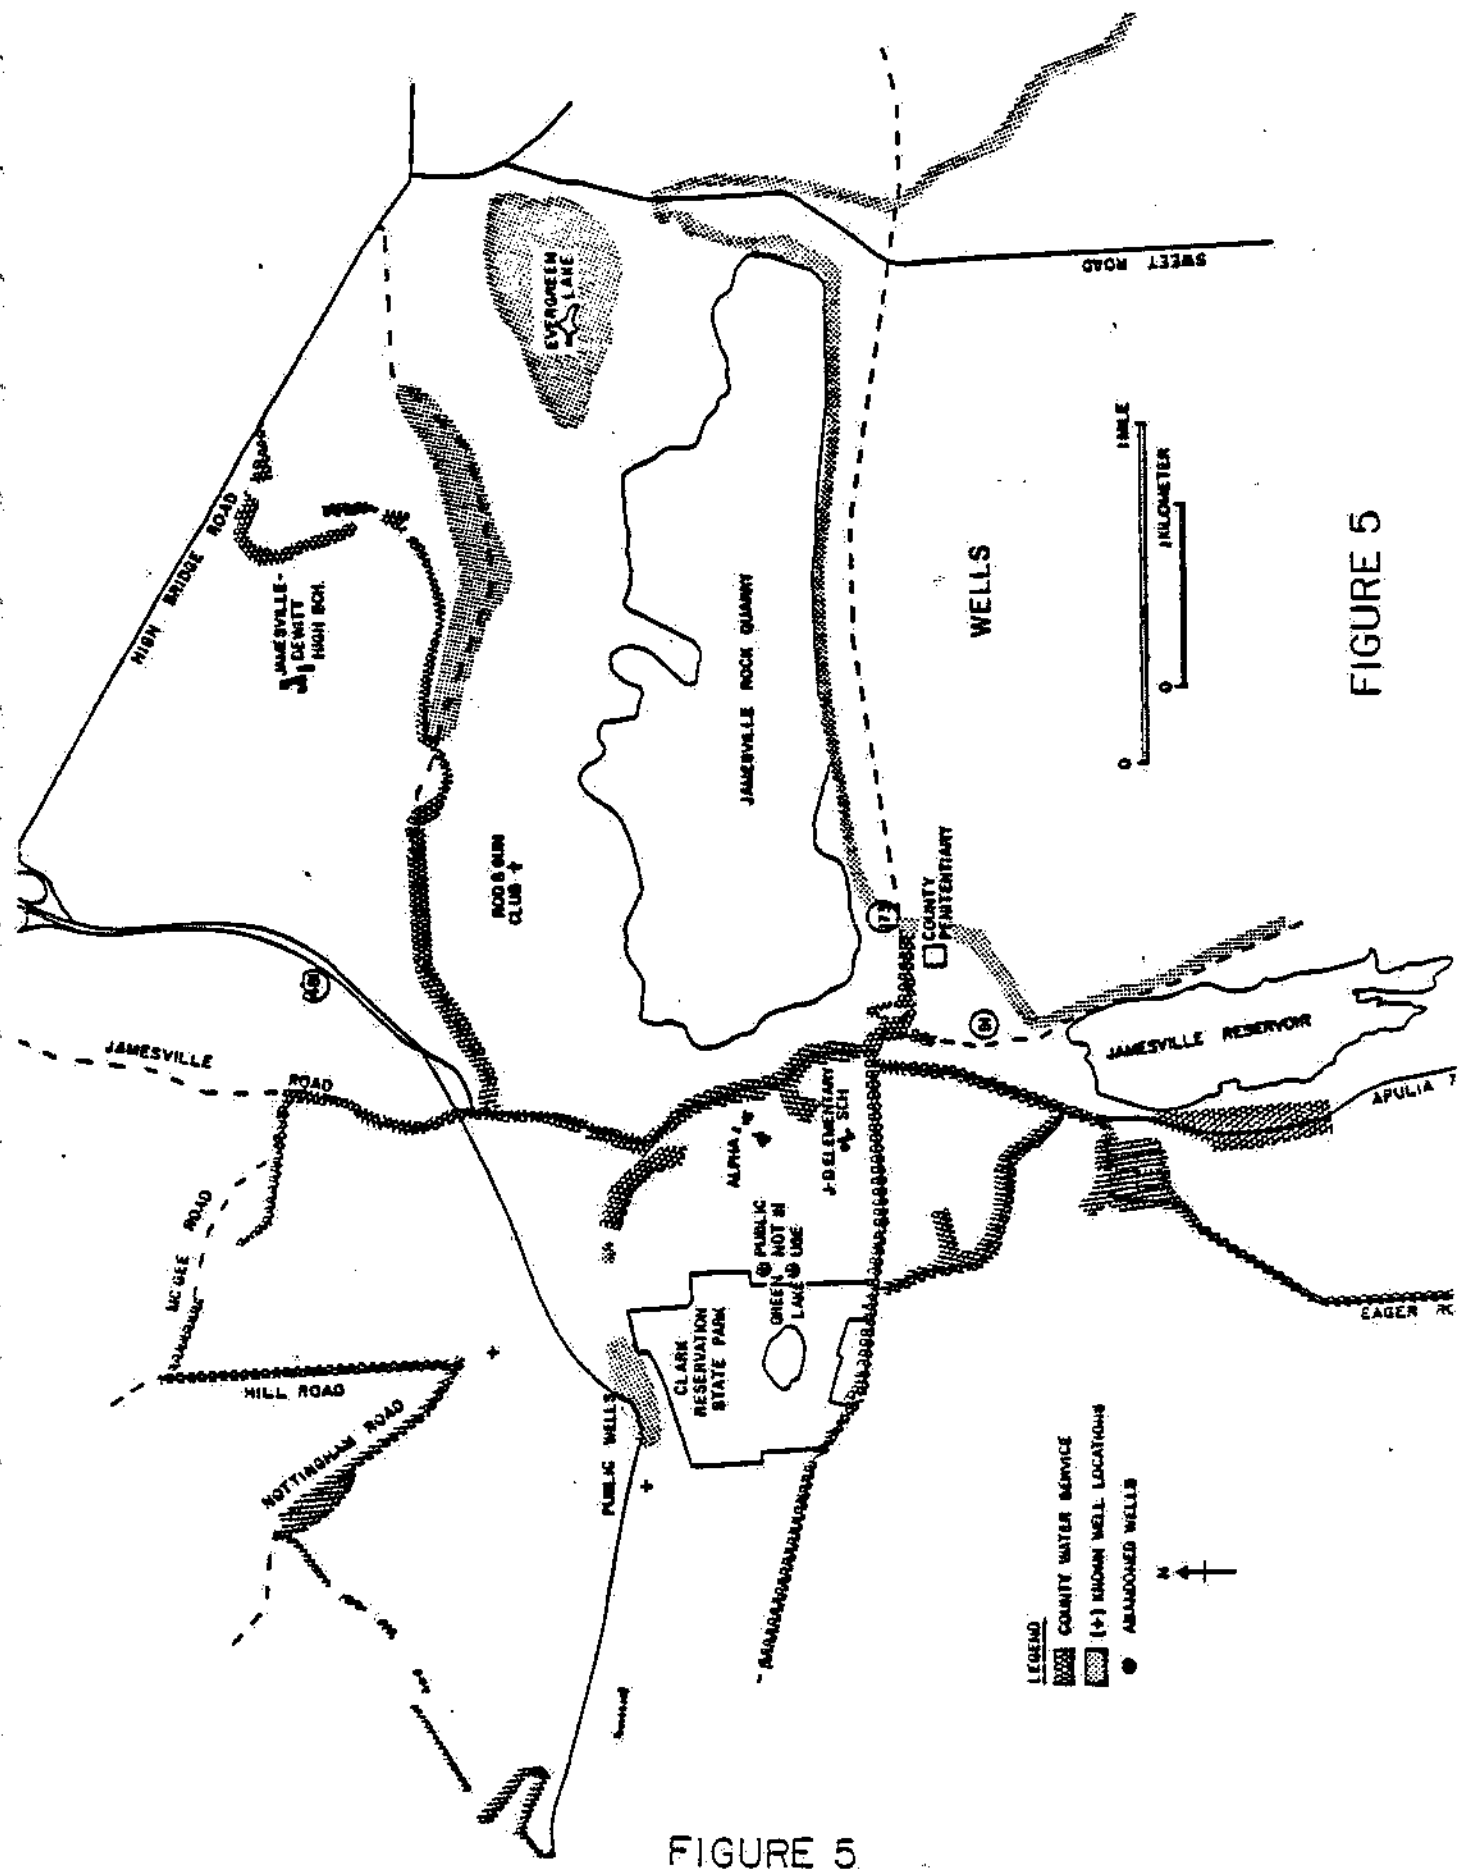 HIGH BRIDGE ROAD
JAMESVILLE-
DEWITT
HIGH SCH.
EVERGREEN
LAKE
SWEET ROAD
ROD & GUN
CLUB
JAMESVILLE ROCK QUARRY
WELLS
1 MILE
0
1 KILOMETER
0
173
COUNTY
PENITENTIARY
91
JAMESVILLE RESERVOIR
APULIA
481
JAMESVILLE
ROAD
MCGEE ROAD
HILL ROAD
NOTTINGHAM ROAD
PUBLIC WELLS
ALPHA
J-D ELEMENTARY
SCH
PUBLIC
NOT IN
USE
GREEN
LAKE
CLARK
RESERVATION
STATE PARK
EAGER
LEGEND
COUNTY WATER SERVICE
(+) KNOWN WELL LOCATIONS
ABANDONED WELLS
N
FIGURE 5
FIGURE 5